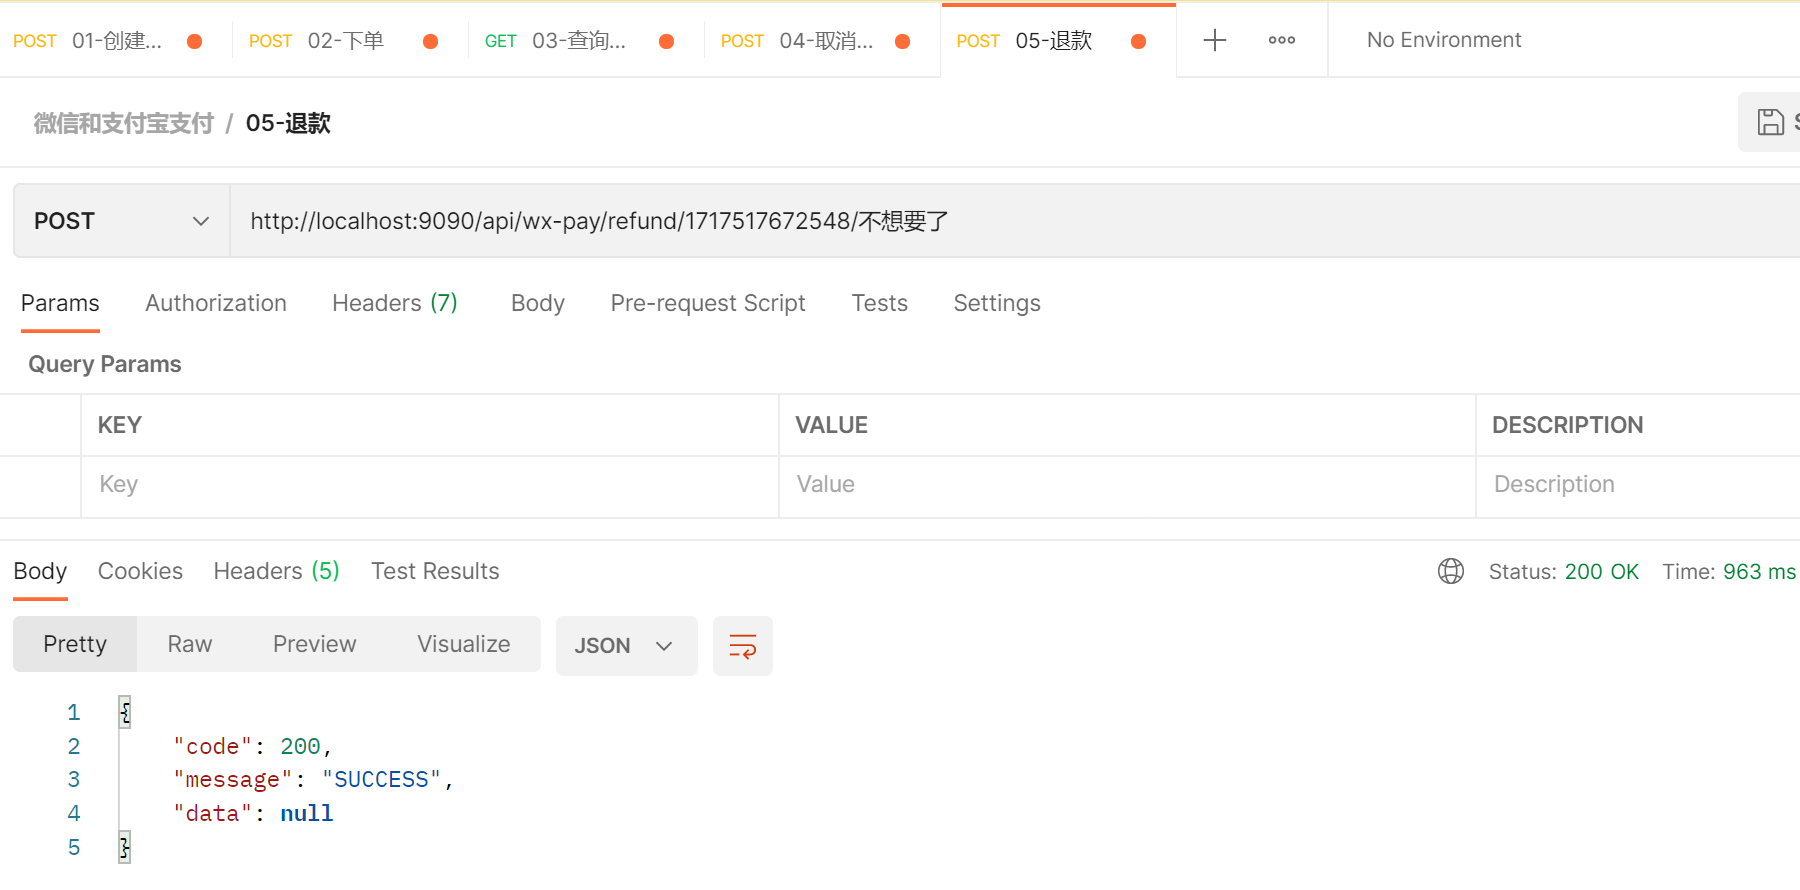 POST 01-创建... POST 02-下单 GET 03-查询... POST 04-取消... POST 05-退款 No Environment
微信和支付宝支付 / 05-退款
POST http://localhost:9090/api/wx-pay/refund/1717517672548/不想要了
Params Authorization Headers (7) Body Pre-request Script Tests Settings
Query Params
KEY VALUE DESCRIPTION
Key Value Description
Body Cookies Headers (5) Test Results Status: 200 OK Time: 963 ms
Pretty Raw Preview Visualize JSON
1 {
2 "code": 200,
3 "message": "SUCCESS",
4 "data": null
5 }